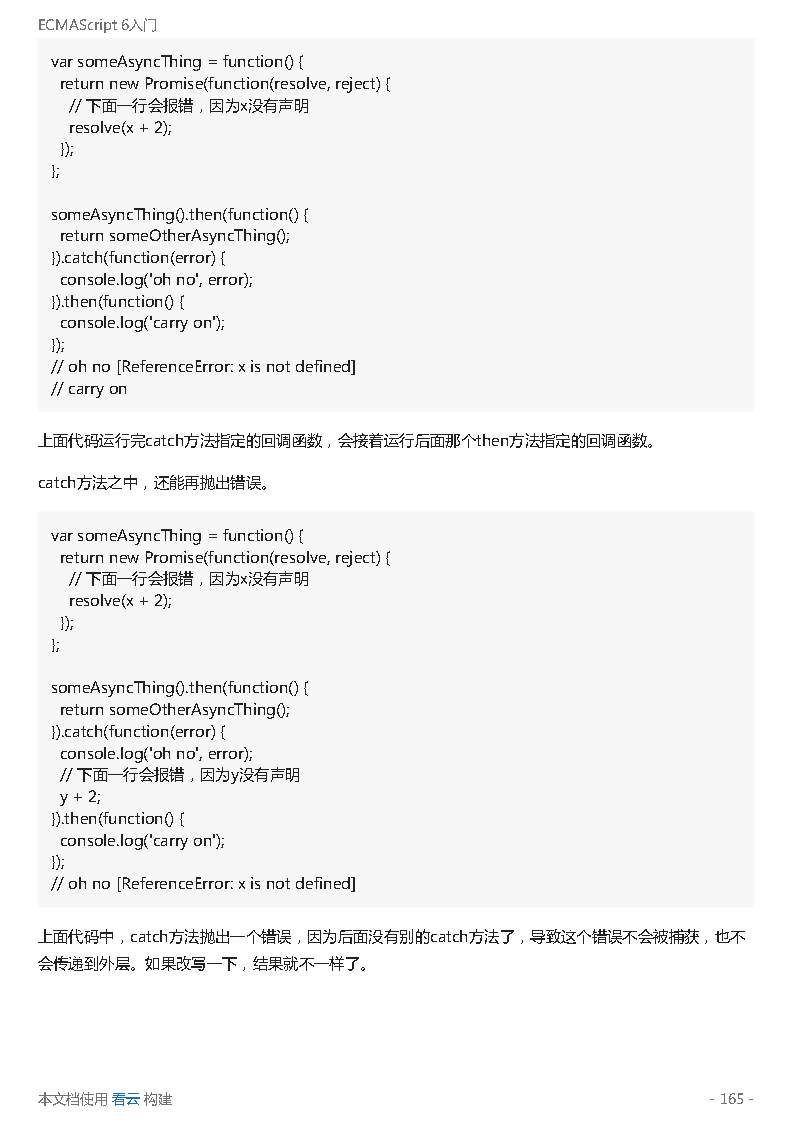 ECMAScript 6入门
var someAsyncThing = function() {
  return new Promise(function(resolve, reject) {
    // 下面一行会报错，因为x没有声明
    resolve(x + 2);
  });
};

someAsyncThing().then(function() {
  return someOtherAsyncThing();
}).catch(function(error) {
  console.log('oh no', error);
}).then(function() {
  console.log('carry on');
});
// oh no [ReferenceError: x is not defined]
// carry on
上面代码运行完catch方法指定的回调函数，会接着运行后面那个then方法指定的回调函数。
catch方法之中，还能再抛出错误。
var someAsyncThing = function() {
  return new Promise(function(resolve, reject) {
    // 下面一行会报错，因为x没有声明
    resolve(x + 2);
  });
};

someAsyncThing().then(function() {
  return someOtherAsyncThing();
}).catch(function(error) {
  console.log('oh no', error);
  // 下面一行会报错，因为y没有声明
  y + 2;
}).then(function() {
  console.log('carry on');
});
// oh no [ReferenceError: x is not defined]
上面代码中，catch方法抛出一个错误，因为后面没有别的catch方法了，导致这个错误不会被捕获，也不
会传递到外层。如果改写一下，结果就不一样了。
本文档使用 看云 构建
- 165 -